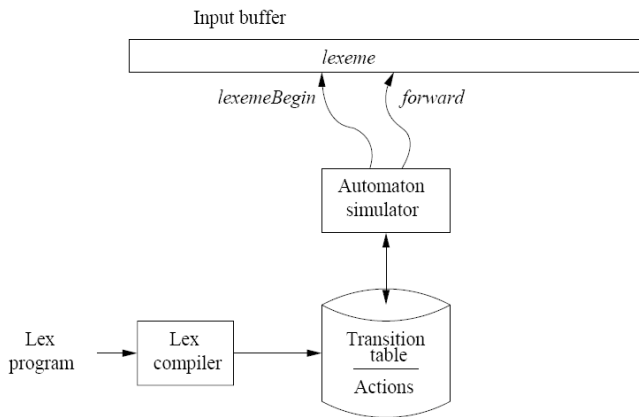 Input buffer
lexeme
lexemeBegin
forward
Automaton
simulator
Lex
program
Lex
compiler
Transition
table
Actions